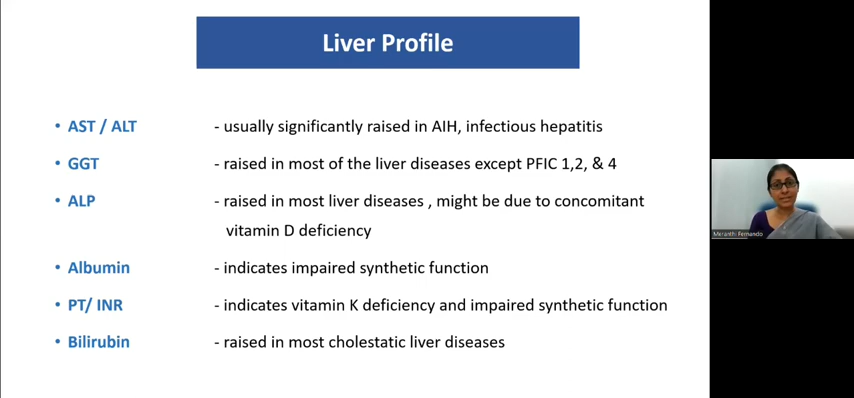 Liver Profile
• AST / ALT - usually significantly raised in AIH, infectious hepatitis
• GGT - raised in most of the liver diseases except PFIC 1,2, & 4
• ALP - raised in most liver diseases , might be due to concomitant
vitamin D deficiency
• Albumin - indicates impaired synthetic function
• PT/ INR - indicates vitamin K deficiency and impaired synthetic function
• Bilirubin - raised in most cholestatic liver diseases
Meranthi Fernando